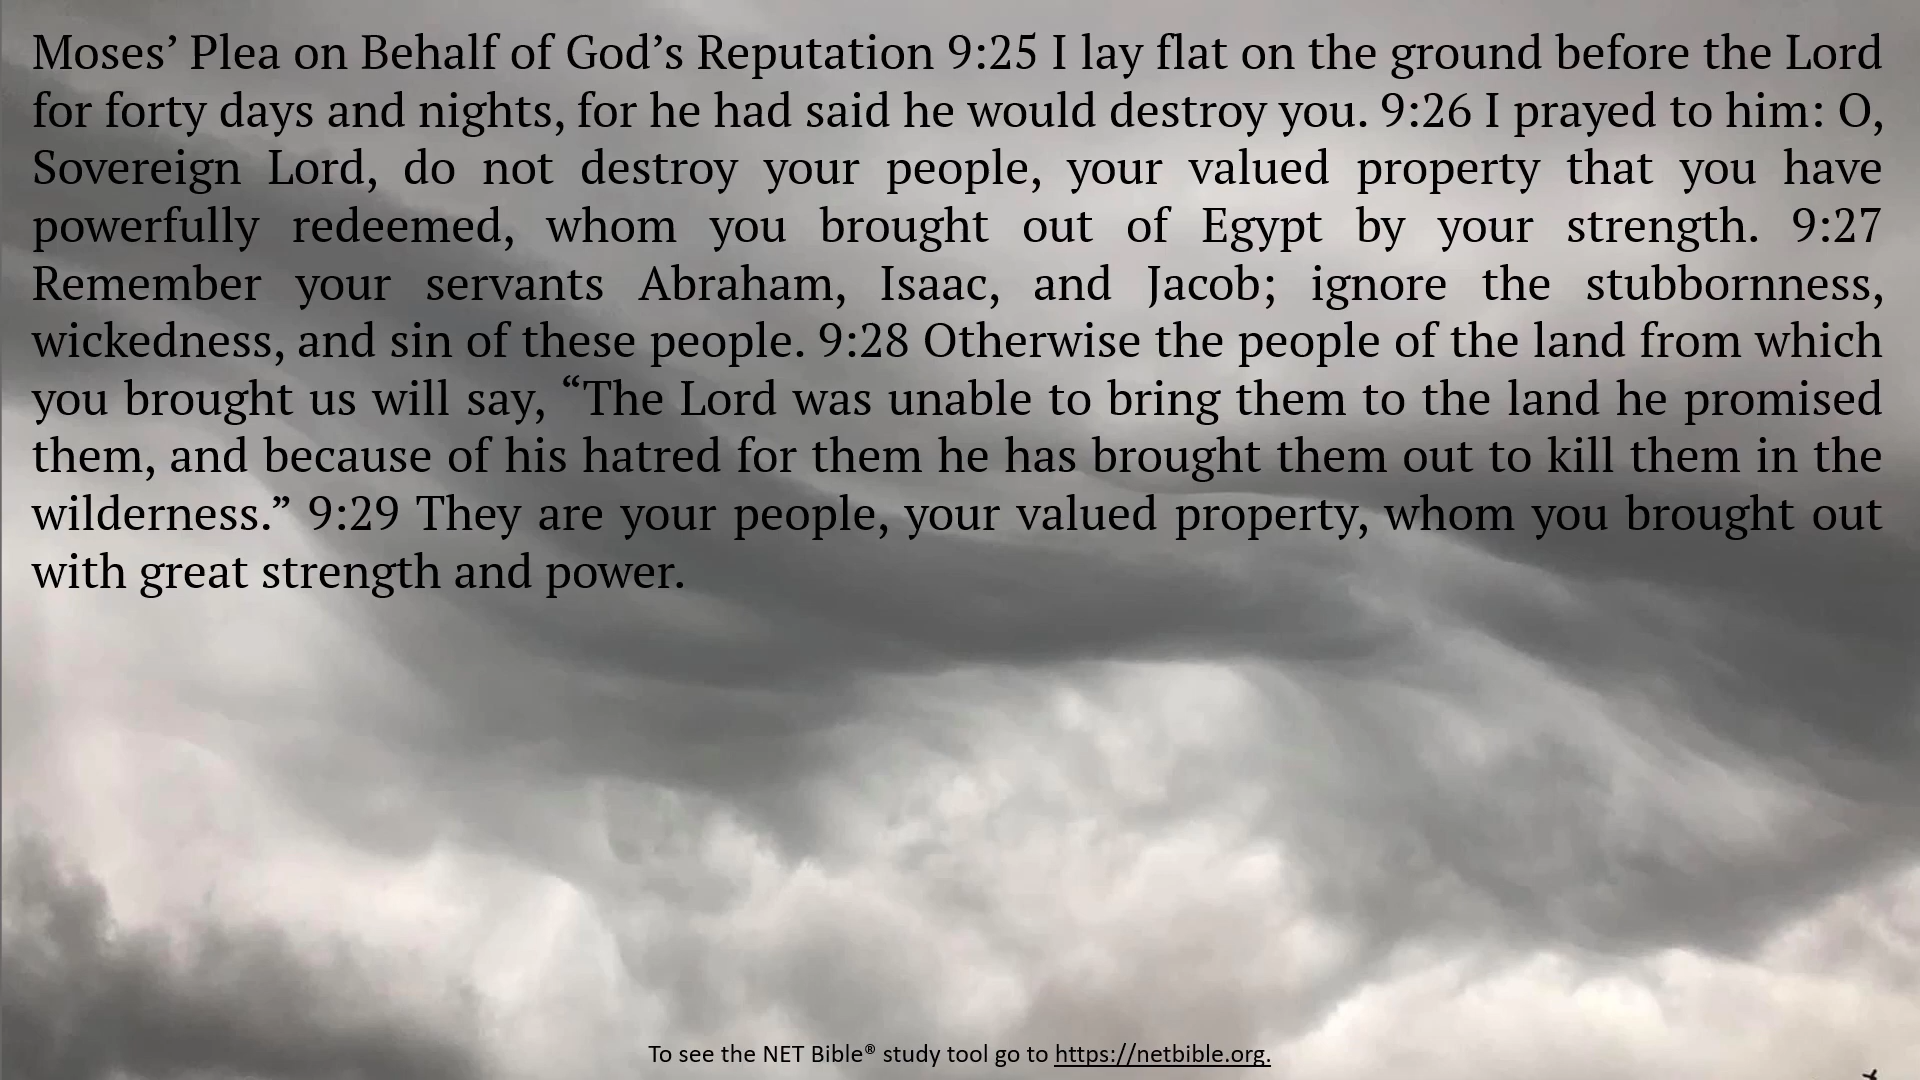 Moses’ Plea on Behalf of God’s Reputation 9:25 I lay flat on the ground before the Lord
for forty days and nights, for he had said he would destroy you. 9:26 I prayed to him: O,
Sovereign Lord, do not destroy your people, your valued property that you have
powerfully redeemed, whom you brought out of Egypt by your strength. 9:27
Remember your servants Abraham, Isaac, and Jacob; ignore the stubbornness,
wickedness, and sin of these people. 9:28 Otherwise the people of the land from which
you brought us will say, “The Lord was unable to bring them to the land he promised
them, and because of his hatred for them he has brought them out to kill them in the
wilderness.” 9:29 They are your people, your valued property, whom you brought out
with great strength and power.
To see the NET Bible® study tool go to https://netbible.org.